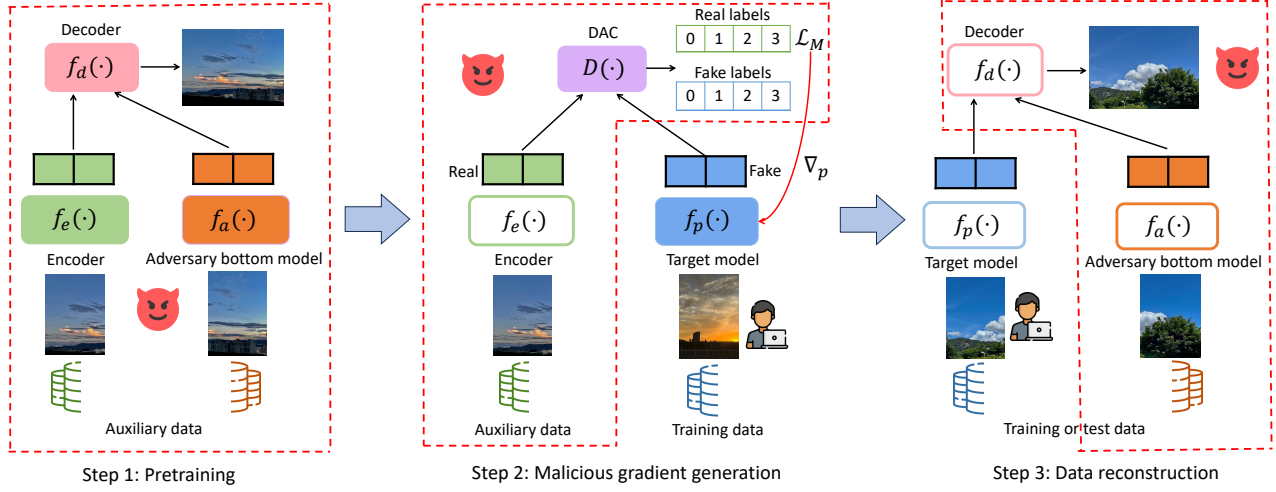 Decoder
f_d(·)
f_e(·)
f_a(·)
Encoder
Adversary bottom model
Auxiliary data
Step 1: Pretraining
DAC
D(·)
Real labels
0 1 2 3
ℒ_M
Fake labels
0 1 2 3
Real
Fake
∇_p
f_e(·)
f_p(·)
Encoder
Target model
Auxiliary data
Training data
Step 2: Malicious gradient generation
Decoder
f_d(·)
f_p(·)
f_a(·)
Target model
Adversary bottom model
Training or test data
Step 3: Data reconstruction